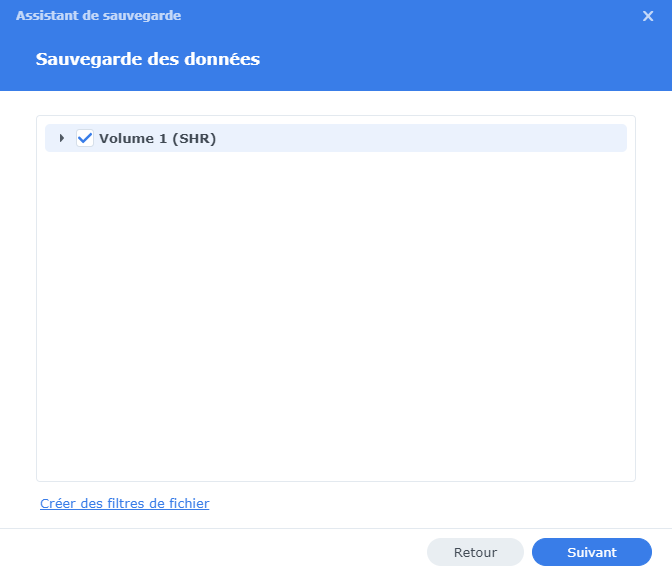 Assistant de sauvegarde
Sauvegarde des données
Volume 1 (SHR)
Créer des filtres de fichier
Retour
Suivant